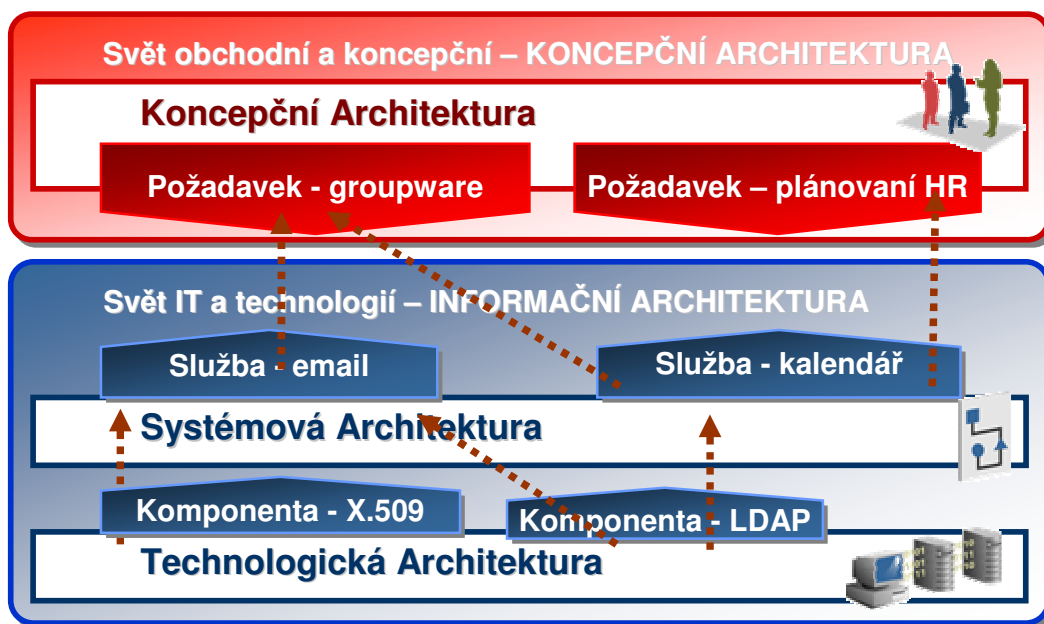 Svět obchodní a koncepční – KONCEPČNÍ ARCHITEKTURA
Koncepční Architektura
Požadavek - groupware
Požadavek – plánovaní HR
Svět IT a technologií – INFORMAČNÍ ARCHITEKTURA
Služba - email
Služba - kalendář
Systémová Architektura
Komponenta - X.509
Komponenta - LDAP
Technologická Architektura